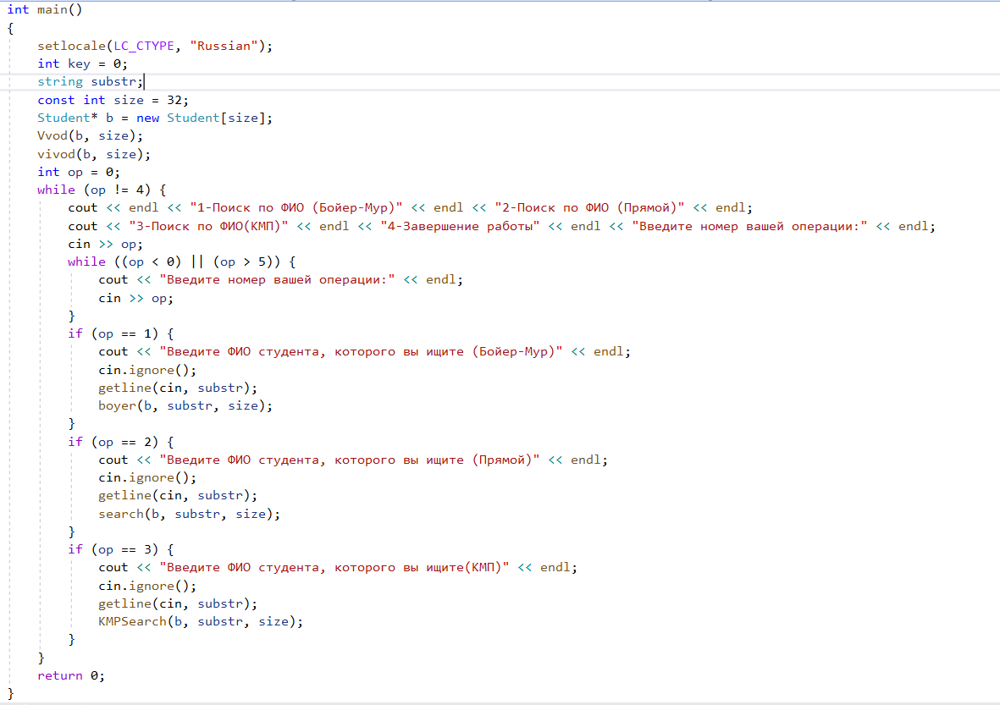 int main()
{
setlocale(LC_CTYPE, "Russian");
int key = 0;
string substr;
const int size = 32;
Student* b = new Student[size];
Vvod(b, size);
vivod(b, size);
int op = 0;
while (op != 4) {
cout << endl << "1-Поиск по ФИО (Бойер-Мур)" << endl << "2-Поиск по ФИО (Прямой)" << endl;
cout << "3-Поиск по ФИО(КМП)" << endl << "4-Завершение работы" << endl << "Введите номер вашей операции:" << endl;
cin >> op;
while ((op < 0) || (op > 5)) {
cout << "Введите номер вашей операции:" << endl;
cin >> op;
}
if (op == 1) {
cout << "Введите ФИО студента, которого вы ищите (Бойер-Мур)" << endl;
cin.ignore();
getline(cin, substr);
boyer(b, substr, size);
}
if (op == 2) {
cout << "Введите ФИО студента, которого вы ищите (Прямой)" << endl;
cin.ignore();
getline(cin, substr);
search(b, substr, size);
}
if (op == 3) {
cout << "Введите ФИО студента, которого вы ищите(КМП)" << endl;
cin.ignore();
getline(cin, substr);
KMPSearch(b, substr, size);
}
}
return 0;
}